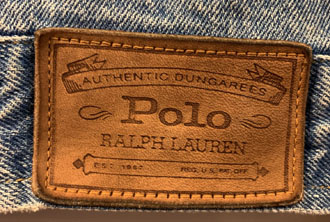 AUTHENTIC DUNGAREES
Polo
RALPH LAUREN
EST. 1967 REG. U.S. PAT. OFF.